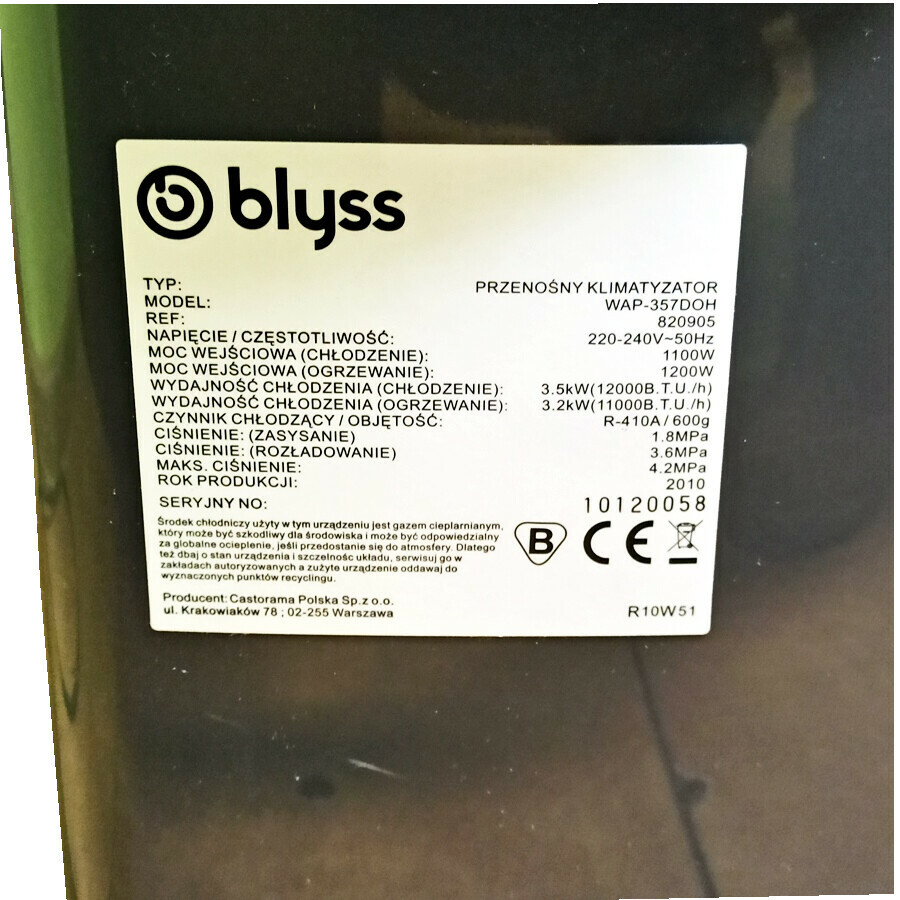 blyss
TYP: PRZENOŚNY KLIMATYZATOR
MODEL: WAP-357DOH
REF: 820905
NAPIĘCIE / CZĘSTOTLIWOŚĆ: 220-240V~50Hz
MOC WEJŚCIOWA (CHŁODZENIE): 1100W
MOC WEJŚCIOWA (OGRZEWANIE): 1200W
WYDAJNOŚĆ CHŁODZENIA (CHŁODZENIE): 3.5kW(12000B.T.U./h)
WYDAJNOŚĆ CHŁODZENIA (OGRZEWANIE): 3.2kW(11000B.T.U./h)
CZYNNIK CHŁODZĄCY / OBJĘTOŚĆ: R-410A / 600g
CIŚNIENIE: (ZASYSANIE) 1.8MPa
CIŚNIENIE: (ROZŁADOWANIE) 3.6MPa
MAKS. CIŚNIENIE: 4.2MPa
ROK PRODUKCJI: 2010
SERYJNY NO: 10120058
Środek chłodniczy użyty w tym urządzeniu jest gazem cieplarnianym,
który może być szkodliwy dla środowiska i może być odpowiedzialny
za globalne ocieplenie, jeśli przedostanie się do atmosfery. Dlatego
też dbaj o stan urządzenia i szczelnośc układu, serwisuj go w
zakładach autoryzowanych a zużyte urządzenie oddawaj do
wyznaczonych punktów recyclingu.
B CE
Producent: Castorama Polska Sp.z o.o.
ul. Krakowiaków 78 ; 02-255 Warszawa
R10W51